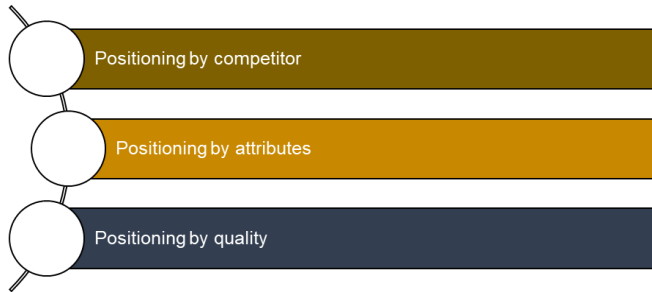 Positioning by competitor
Positioning by attributes
Positioning by quality